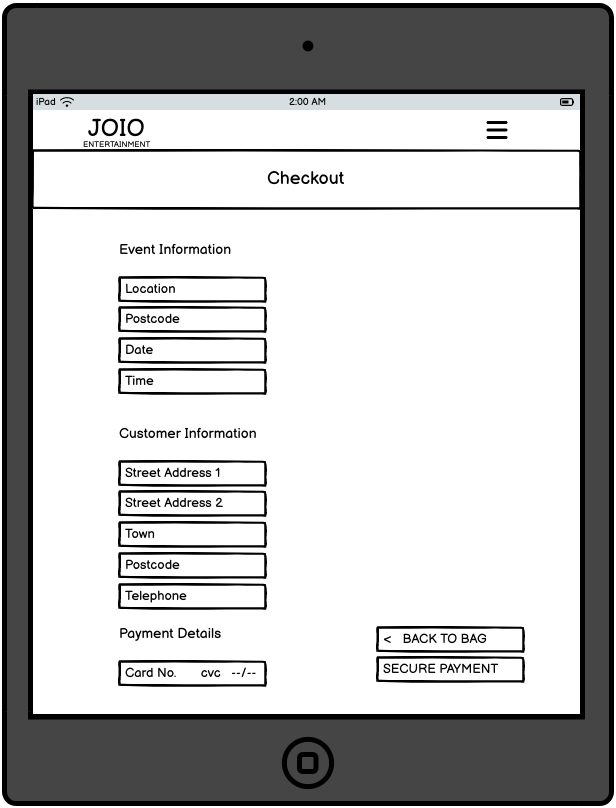 iPad 2:00 AM
JOIO
ENTERTAINMENT
Checkout
Event Information
Location
Postcode
Date
Time
Customer Information
Street Address 1
Street Address 2
Town
Postcode
Telephone
Payment Details
Card No. cvc --/--
< BACK TO BAG
SECURE PAYMENT